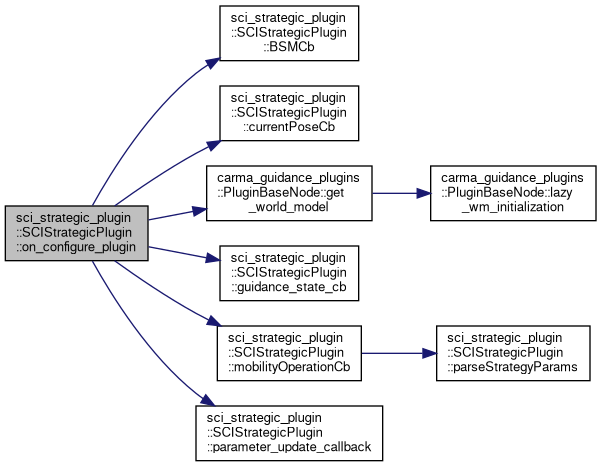 sci_strategic_plugin
::SCIStrategicPlugin
::BSMCb
sci_strategic_plugin
::SCIStrategicPlugin
::currentPoseCb
carma_guidance_plugins
::PluginBaseNode::get
_world_model
carma_guidance_plugins
::PluginBaseNode::lazy
_wm_initialization
sci_strategic_plugin
::SCIStrategicPlugin
::on_configure_plugin
sci_strategic_plugin
::SCIStrategicPlugin
::guidance_state_cb
sci_strategic_plugin
::SCIStrategicPlugin
::mobilityOperationCb
sci_strategic_plugin
::SCIStrategicPlugin
::parseStrategyParams
sci_strategic_plugin
::SCIStrategicPlugin
::parameter_update_callback